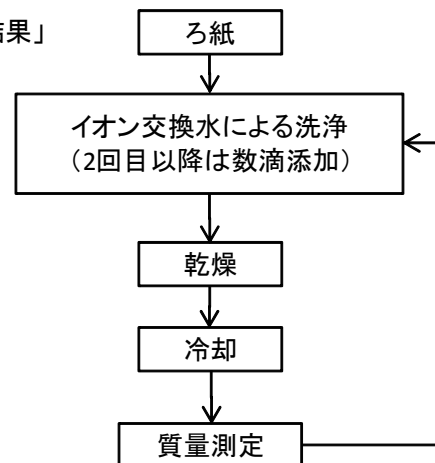 結果」
ろ紙
イオン交換水による洗浄
（2回目以降は数滴添加）
乾燥
冷却
質量測定